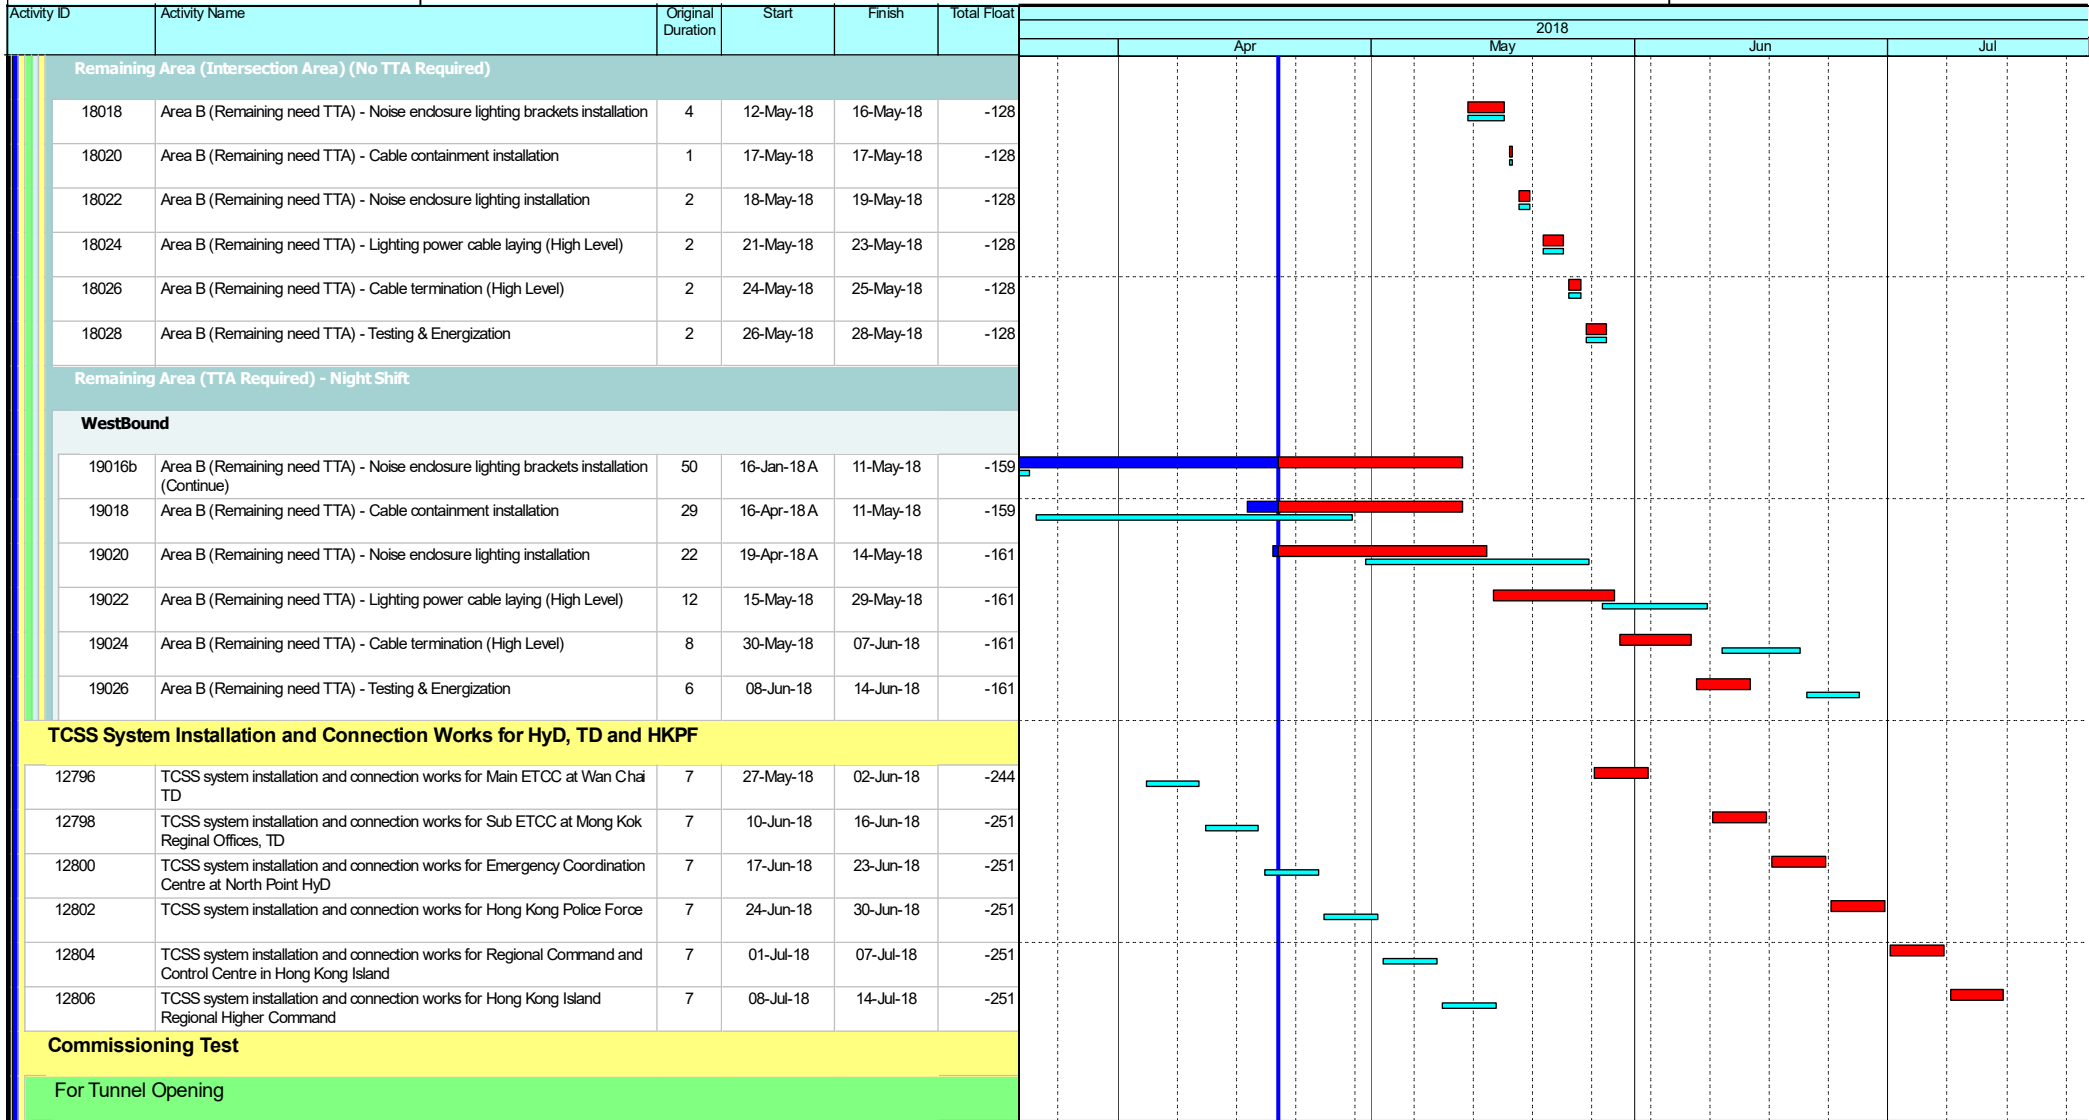 Activity ID Activity Name Original Duration Start Finish Total Float
2018
Apr May Jun Jul
Remaining Area (Intersection Area) (No TTA Required)
18018 Area B (Remaining need TTA) - Noise enclosure lighting brackets installation 4 12-May-18 16-May-18 -128
18020 Area B (Remaining need TTA) - Cable containment installation 1 17-May-18 17-May-18 -128
18022 Area B (Remaining need TTA) - Noise enclosure lighting installation 2 18-May-18 19-May-18 -128
18024 Area B (Remaining need TTA) - Lighting power cable laying (High Level) 2 21-May-18 23-May-18 -128
18026 Area B (Remaining need TTA) - Cable termination (High Level) 2 24-May-18 25-May-18 -128
18028 Area B (Remaining need TTA) - Testing & Energization 2 26-May-18 28-May-18 -128
Remaining Area (TTA Required) - Night Shift
WestBound
19016b Area B (Remaining need TTA) - Noise enclosure lighting brackets installation 50 16-Jan-18 A 11-May-18 -159
(Continue)
19018 Area B (Remaining need TTA) - Cable containment installation 29 16-Apr-18 A 11-May-18 -159
19020 Area B (Remaining need TTA) - Noise enclosure lighting installation 22 19-Apr-18 A 14-May-18 -161
19022 Area B (Remaining need TTA) - Lighting power cable laying (High Level) 12 15-May-18 29-May-18 -161
19024 Area B (Remaining need TTA) - Cable termination (High Level) 8 30-May-18 07-Jun-18 -161
19026 Area B (Remaining need TTA) - Testing & Energization 6 08-Jun-18 14-Jun-18 -161
TCSS System Installation and Connection Works for HyD, TD and HKPF
12796 TCSS system installation and connection works for Main ETCC at Wan Chai 7 27-May-18 02-Jun-18 -244
TD
12798 TCSS system installation and connection works for Sub ETCC at Mong Kok 7 10-Jun-18 16-Jun-18 -251
Reginal Offices, TD
12800 TCSS system installation and connection works for Emergency Coordination 7 17-Jun-18 23-Jun-18 -251
Centre at North Point HyD
12802 TCSS system installation and connection works for Hong Kong Police Force 7 24-Jun-18 30-Jun-18 -251
12804 TCSS system installation and connection works for Regional Command and 7 01-Jul-18 07-Jul-18 -251
Control Centre in Hong Kong Island
12806 TCSS system installation and connection works for Hong Kong Island 7 08-Jul-18 14-Jul-18 -251
Regional Higher Command
Commissioning Test
For Tunnel Opening